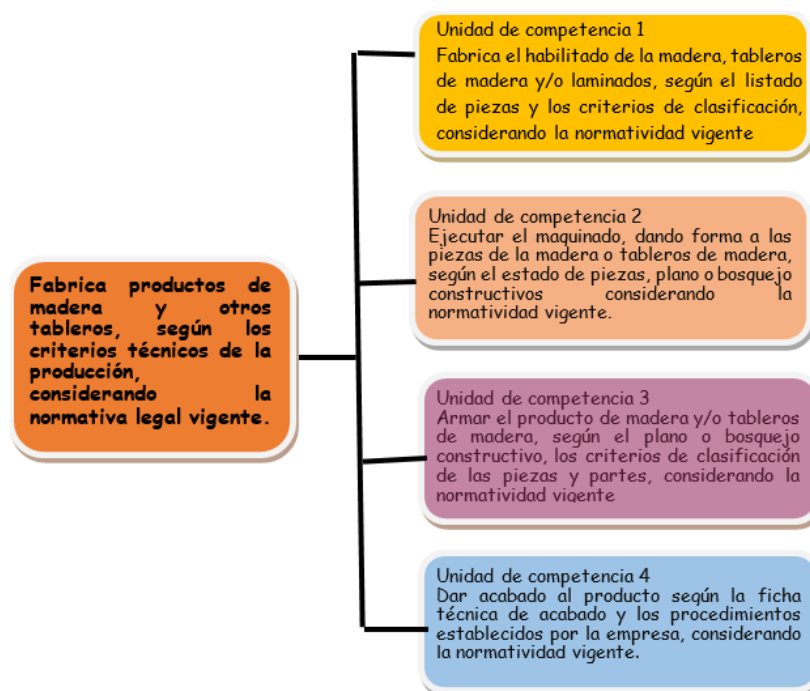 Fabrica productos de
madera y otros
tableros, según los
criterios técnicos de la
producción,
considerando la
normativa legal vigente.
Unidad de competencia 1
Fabrica el habilitado de la madera, tableros
de madera y/o laminados, según el listado
de piezas y los criterios de clasificación,
considerando la normatividad vigente
Unidad de competencia 2
Ejecutar el maquinado, dando forma a las
piezas de la madera o tableros de madera,
según el estado de piezas, plano o bosquejo
constructivos considerando la
normatividad vigente.
Unidad de competencia 3
Armar el producto de madera y/o tableros
de madera, según el plano o bosquejo
constructivo, los criterios de clasificación
de las piezas y partes, considerando la
normatividad vigente
Unidad de competencia 4
Dar acabado al producto según la ficha
técnica de acabado y los procedimientos
establecidos por la empresa, considerando
la normatividad vigente.